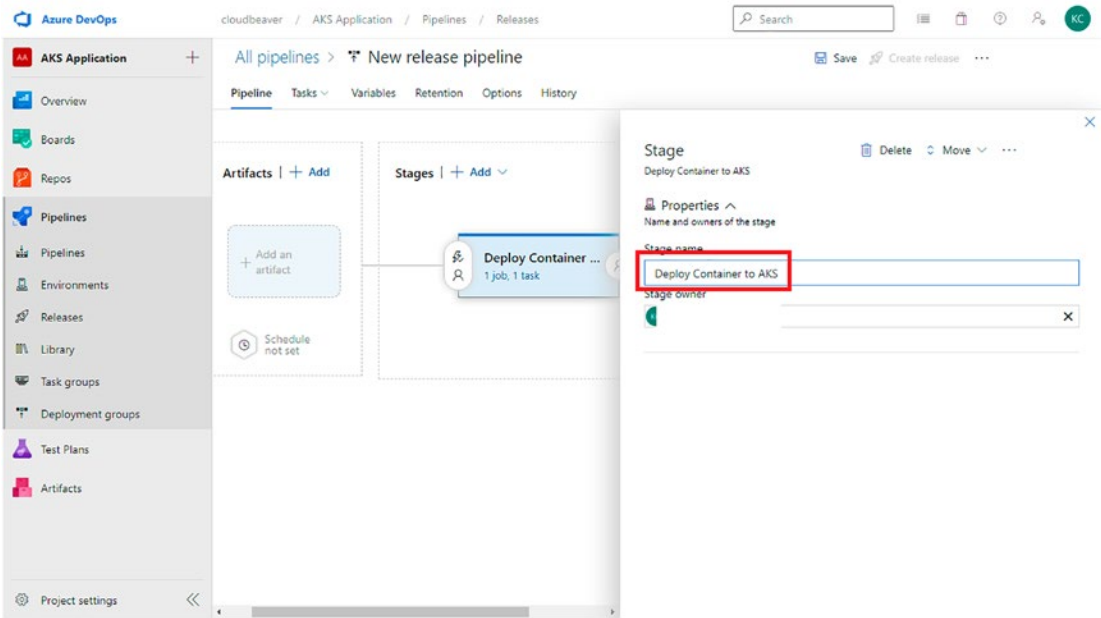 Azure DevOps
cloudbeaver / AKS Application / Pipelines / Releases
Search
KC
AA AKS Application
All pipelines > New release pipeline
Save Create release ...
Overview
Pipeline Tasks Variables Retention Options History
Boards
Repos
Pipelines
Pipelines
Environments
Releases
Library
Task groups
Deployment groups
Test Plans
Artifacts
Project settings
Artifacts | + Add
Stages | + Add
+ Add an
artifact
Schedule
not set
Deploy Container ...
1 job, 1 task
Stage
Delete Move ...
Deploy Container to AKS
Properties
Name and owners of the stage
Stage name
Deploy Container to AKS
Stage owner